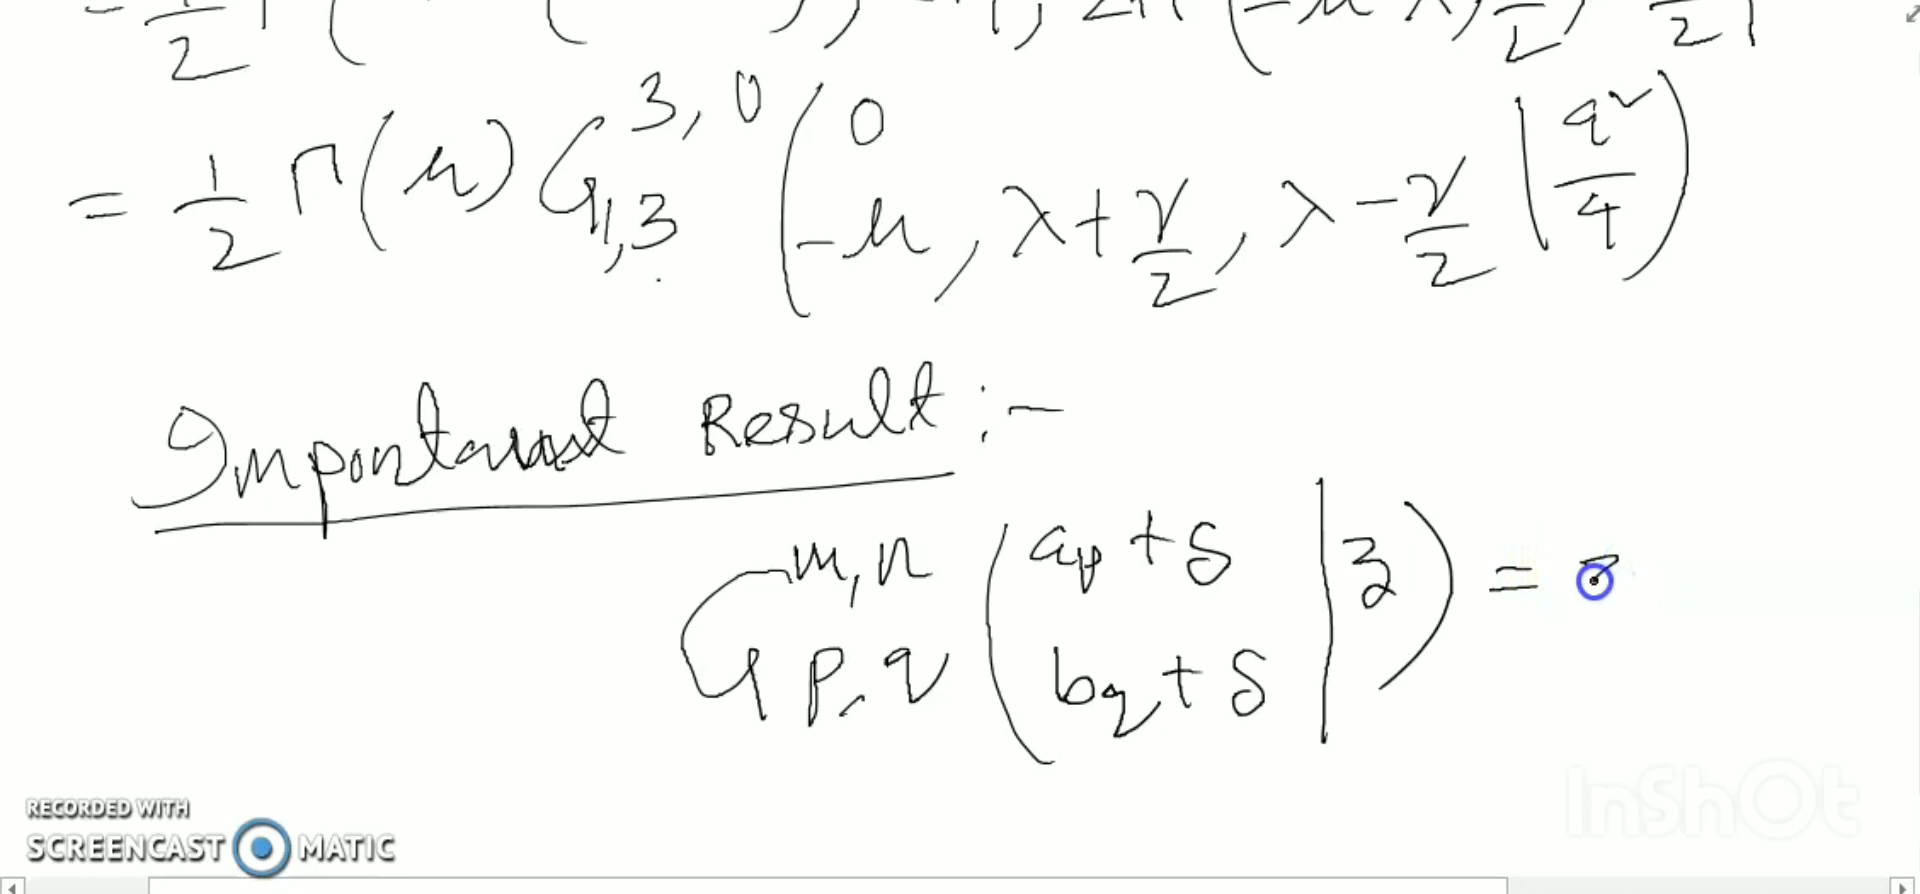 = 1/2 Γ(μ) G^{3,0}_{1,3} ( 0 ; -μ, λ+ν/2, λ-ν/2 | a²/4 )
Important Result :-
G^{m,n}_{p,q} ( a_p + δ ; b_q + δ | z ) =
InShOt
RECORDED WITH
SCREENCAST MATIC